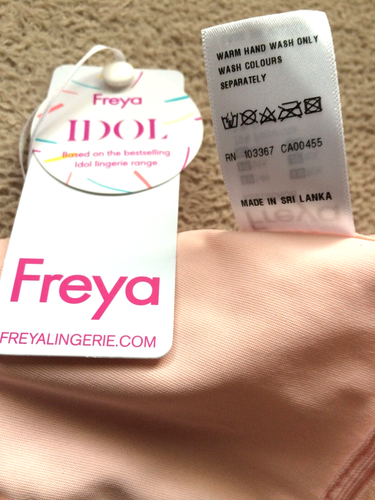 Freya
IDOL
Based on the bestselling
Idol lingerie range
Freya
FREYALINGERIE.COM
WARM HAND WASH ONLY
WASH COLOURS
SEPARATELY
RN 103367 CA00455
MADE IN SRI LANKA